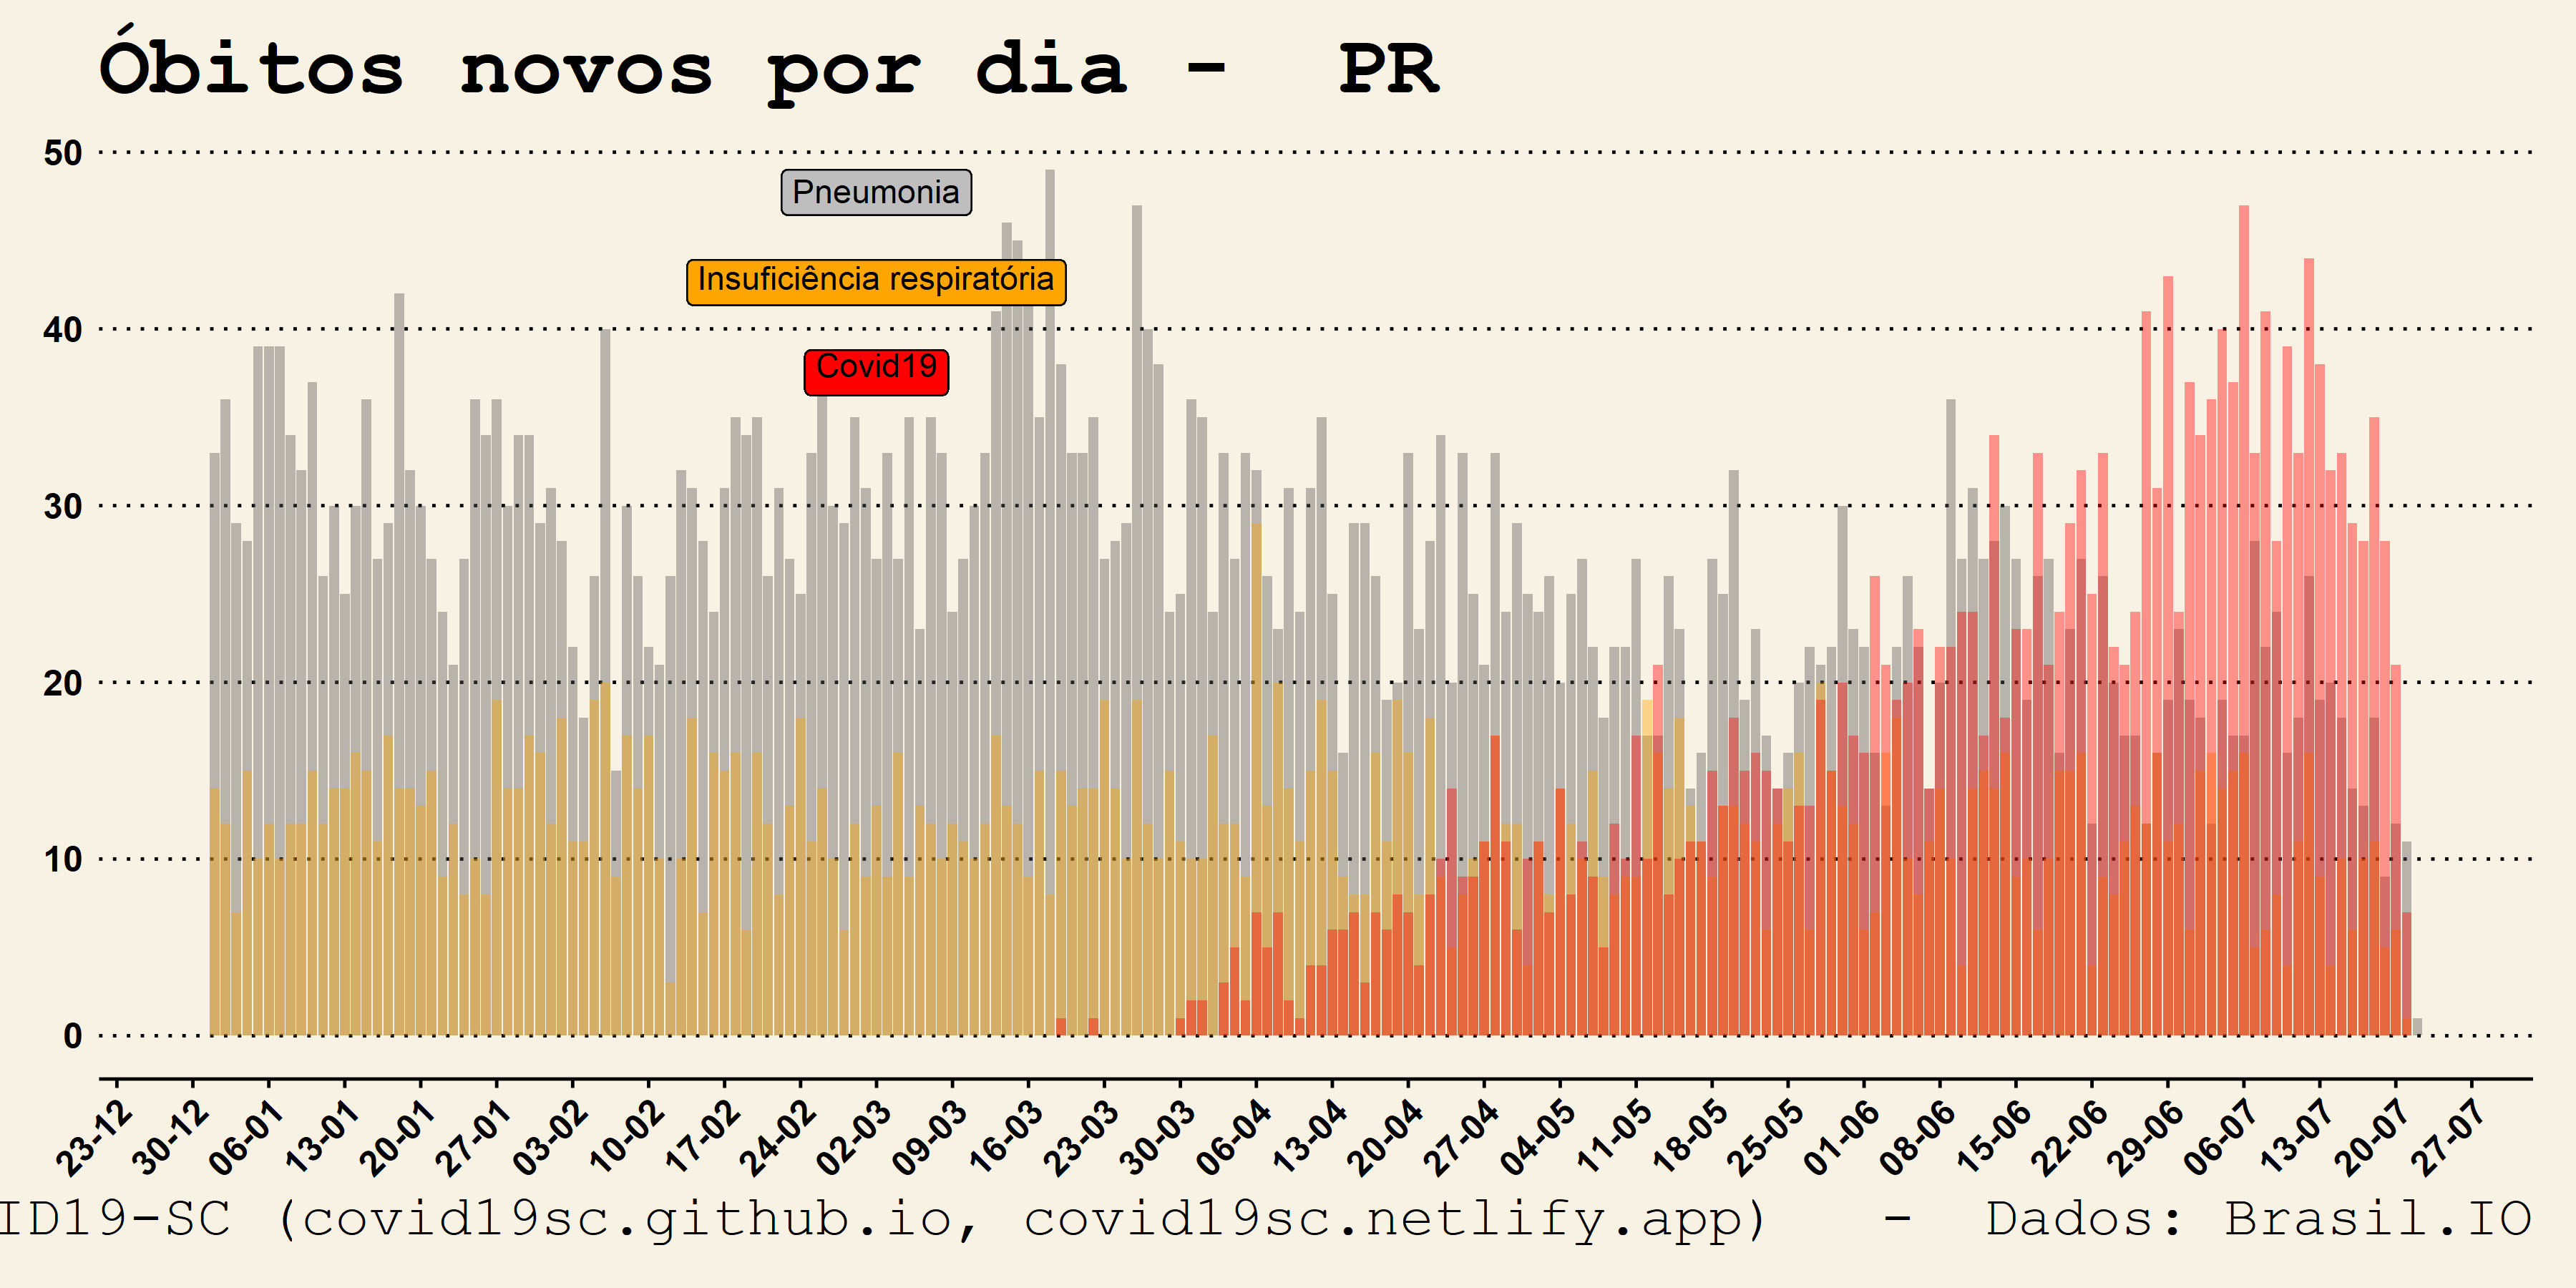 Óbitos novos por dia - PR
50
Pneumonia
Insuficiência respiratória
40
Covid19
30
20
10
0
23-12 30-12 06-01 13-01 20-01 27-01 03-02 10-02 17-02 24-02 02-03 09-03 16-03 23-03 30-03 06-04 13-04 20-04 27-04 04-05 11-05 18-05 25-05 01-06 08-06 15-06 22-06 29-06 06-07 13-07 20-07 27-07
ID19-SC (covid19sc.github.io, covid19sc.netlify.app) - Dados: Brasil.IO